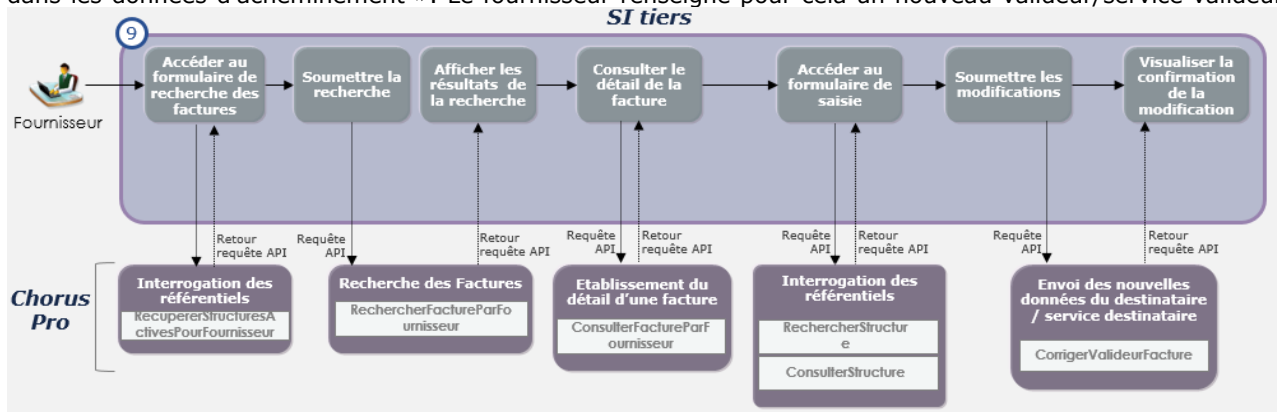 dans les données d'acheminement ». Le fournisseur renseigne pour cela un nouveau valideur/service valideur
SI tiers
9
Accéder au
formulaire de
recherche des
factures
Soumettre la
recherche
Afficher les
résultats de
la recherche
Consulter le
détail de la
facture
Accéder au
formulaire de
saisie
Soumettre les
modifications
Visualiser la
confirmation
de la
modification
Fournisseur
Retour
requête API
Requête
API
Retour
requête API
Requête
API
Retour
requête API
Requête
API
Retour
requête API
Requête
API
Retour
requête API
Chorus
Pro
Interrogation des
référentiels
RecupererStructuresA
ctivesPourFournisseur
Recherche des Factures
RechercherFactureParFo
urnisseur
Etablissement du
détail d'une facture
ConsulterFactureParF
ournisseur
Interrogation des
référentiels
RechercherStructur
e
ConsulterStructure
Envoi des nouvelles
données du destinataire
/ service destinataire
CorrigerValideurFacture